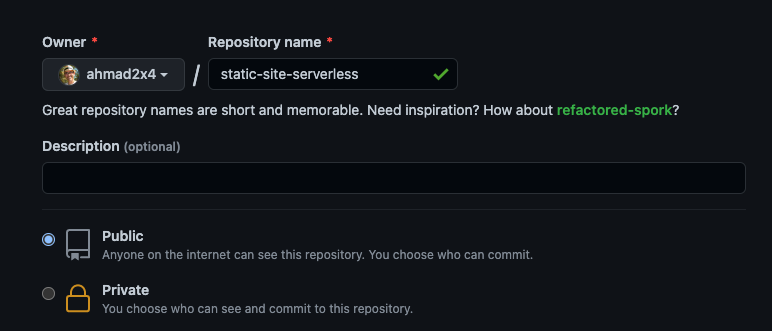 Owner * Repository name *
ahmad2x4 / static-site-serverless
Great repository names are short and memorable. Need inspiration? How about refactored-spork?
Description (optional)
Public
Anyone on the internet can see this repository. You choose who can commit.
Private
You choose who can see and commit to this repository.